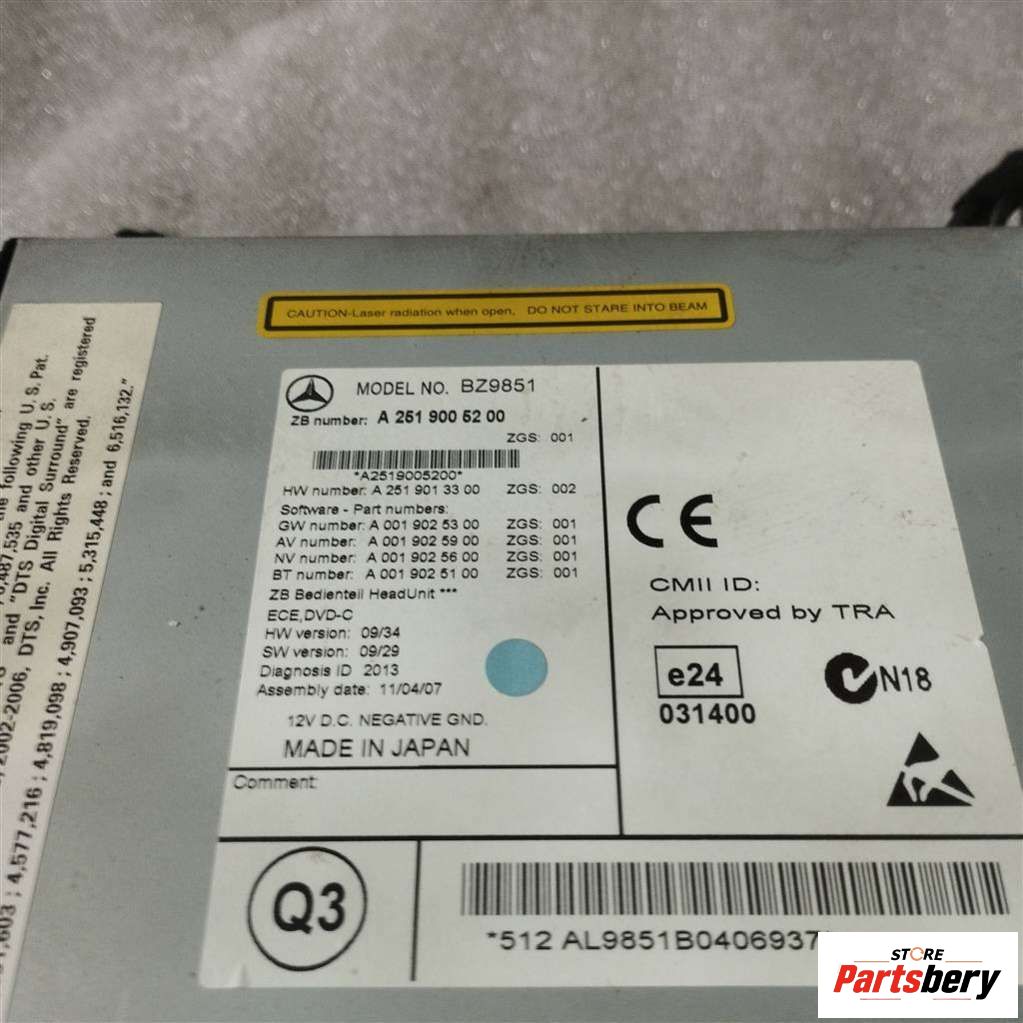 CAUTION-Laser radiation when open, DO NOT STARE INTO BEAM
the following U.S. Pat.
5,487,535 and other U.S.
and "DTS Digital Surround" are registered
2002-2006, DTS, Inc. All Rights Reserved.
4,577,216 ; 4,819,098 ; 4,907,093 ; 5,315,448 ; and 6,516,132."
MODEL NO. BZ9851
ZB number: A 251 900 52 00
ZGS: 001
*A2519005200*
HW number: A 251 901 33 00 ZGS: 002
Software - Part numbers:
GW number: A 001 902 53 00 ZGS: 001
AV number: A 001 902 59 00 ZGS: 001
NV number: A 001 902 56 00 ZGS: 001
BT number: A 001 902 51 00 ZGS: 001
ZB Bedienteil HeadUnit ***
ECE,DVD-C
HW version: 09/34
SW version: 09/29
Diagnosis ID 2013
Assembly date: 11/04/07
12V D.C. NEGATIVE GND.
MADE IN JAPAN
Comment:
CE
CMII ID:
Approved by TRA
e24
031400
N18
Q3
*512 AL9851B0406937
STORE
Partsbery